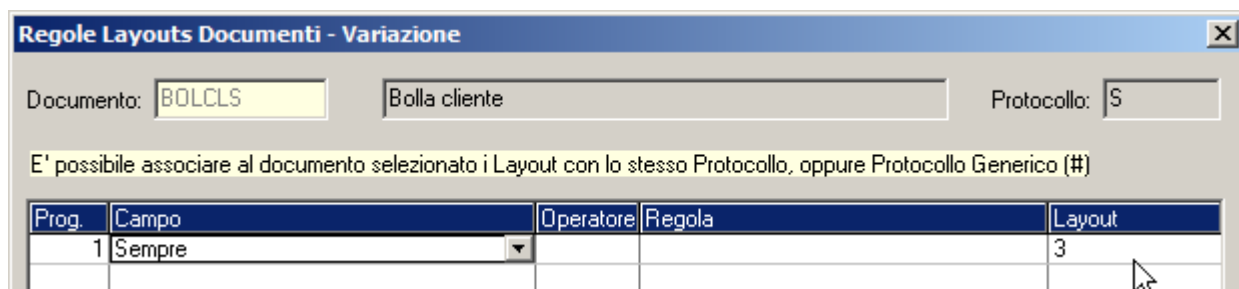 Regole Layouts Documenti - Variazione
Documento: BOLCLS Bolla cliente Protocollo: S
E' possibile associare al documento selezionato i Layout con lo stesso Protocollo, oppure Protocollo Generico (#)
Prog. Campo Operatore Regola Layout
1 Sempre 3